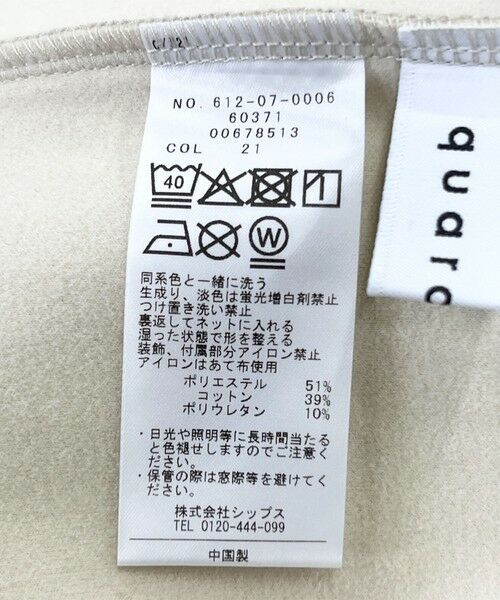 NO. 612-07-0006
60371
00678513
COL 21
40
W
同系色と一緒に洗う
生成り、淡色は蛍光増白剤禁止
つけ置き洗い禁止
裏返してネットに入れる
湿った状態で形を整える
装飾、付属部分アイロン禁止
アイロンはあて布使用
ポリエステル 51%
コットン 39%
ポリウレタン 10%
・日光や照明等に長時間当たる
と色褪せしますのでご注意く
ださい。
・保管の際は窓際等を避けてく
ださい。
株式会社シップス
TEL 0120-444-099
中国製
quar